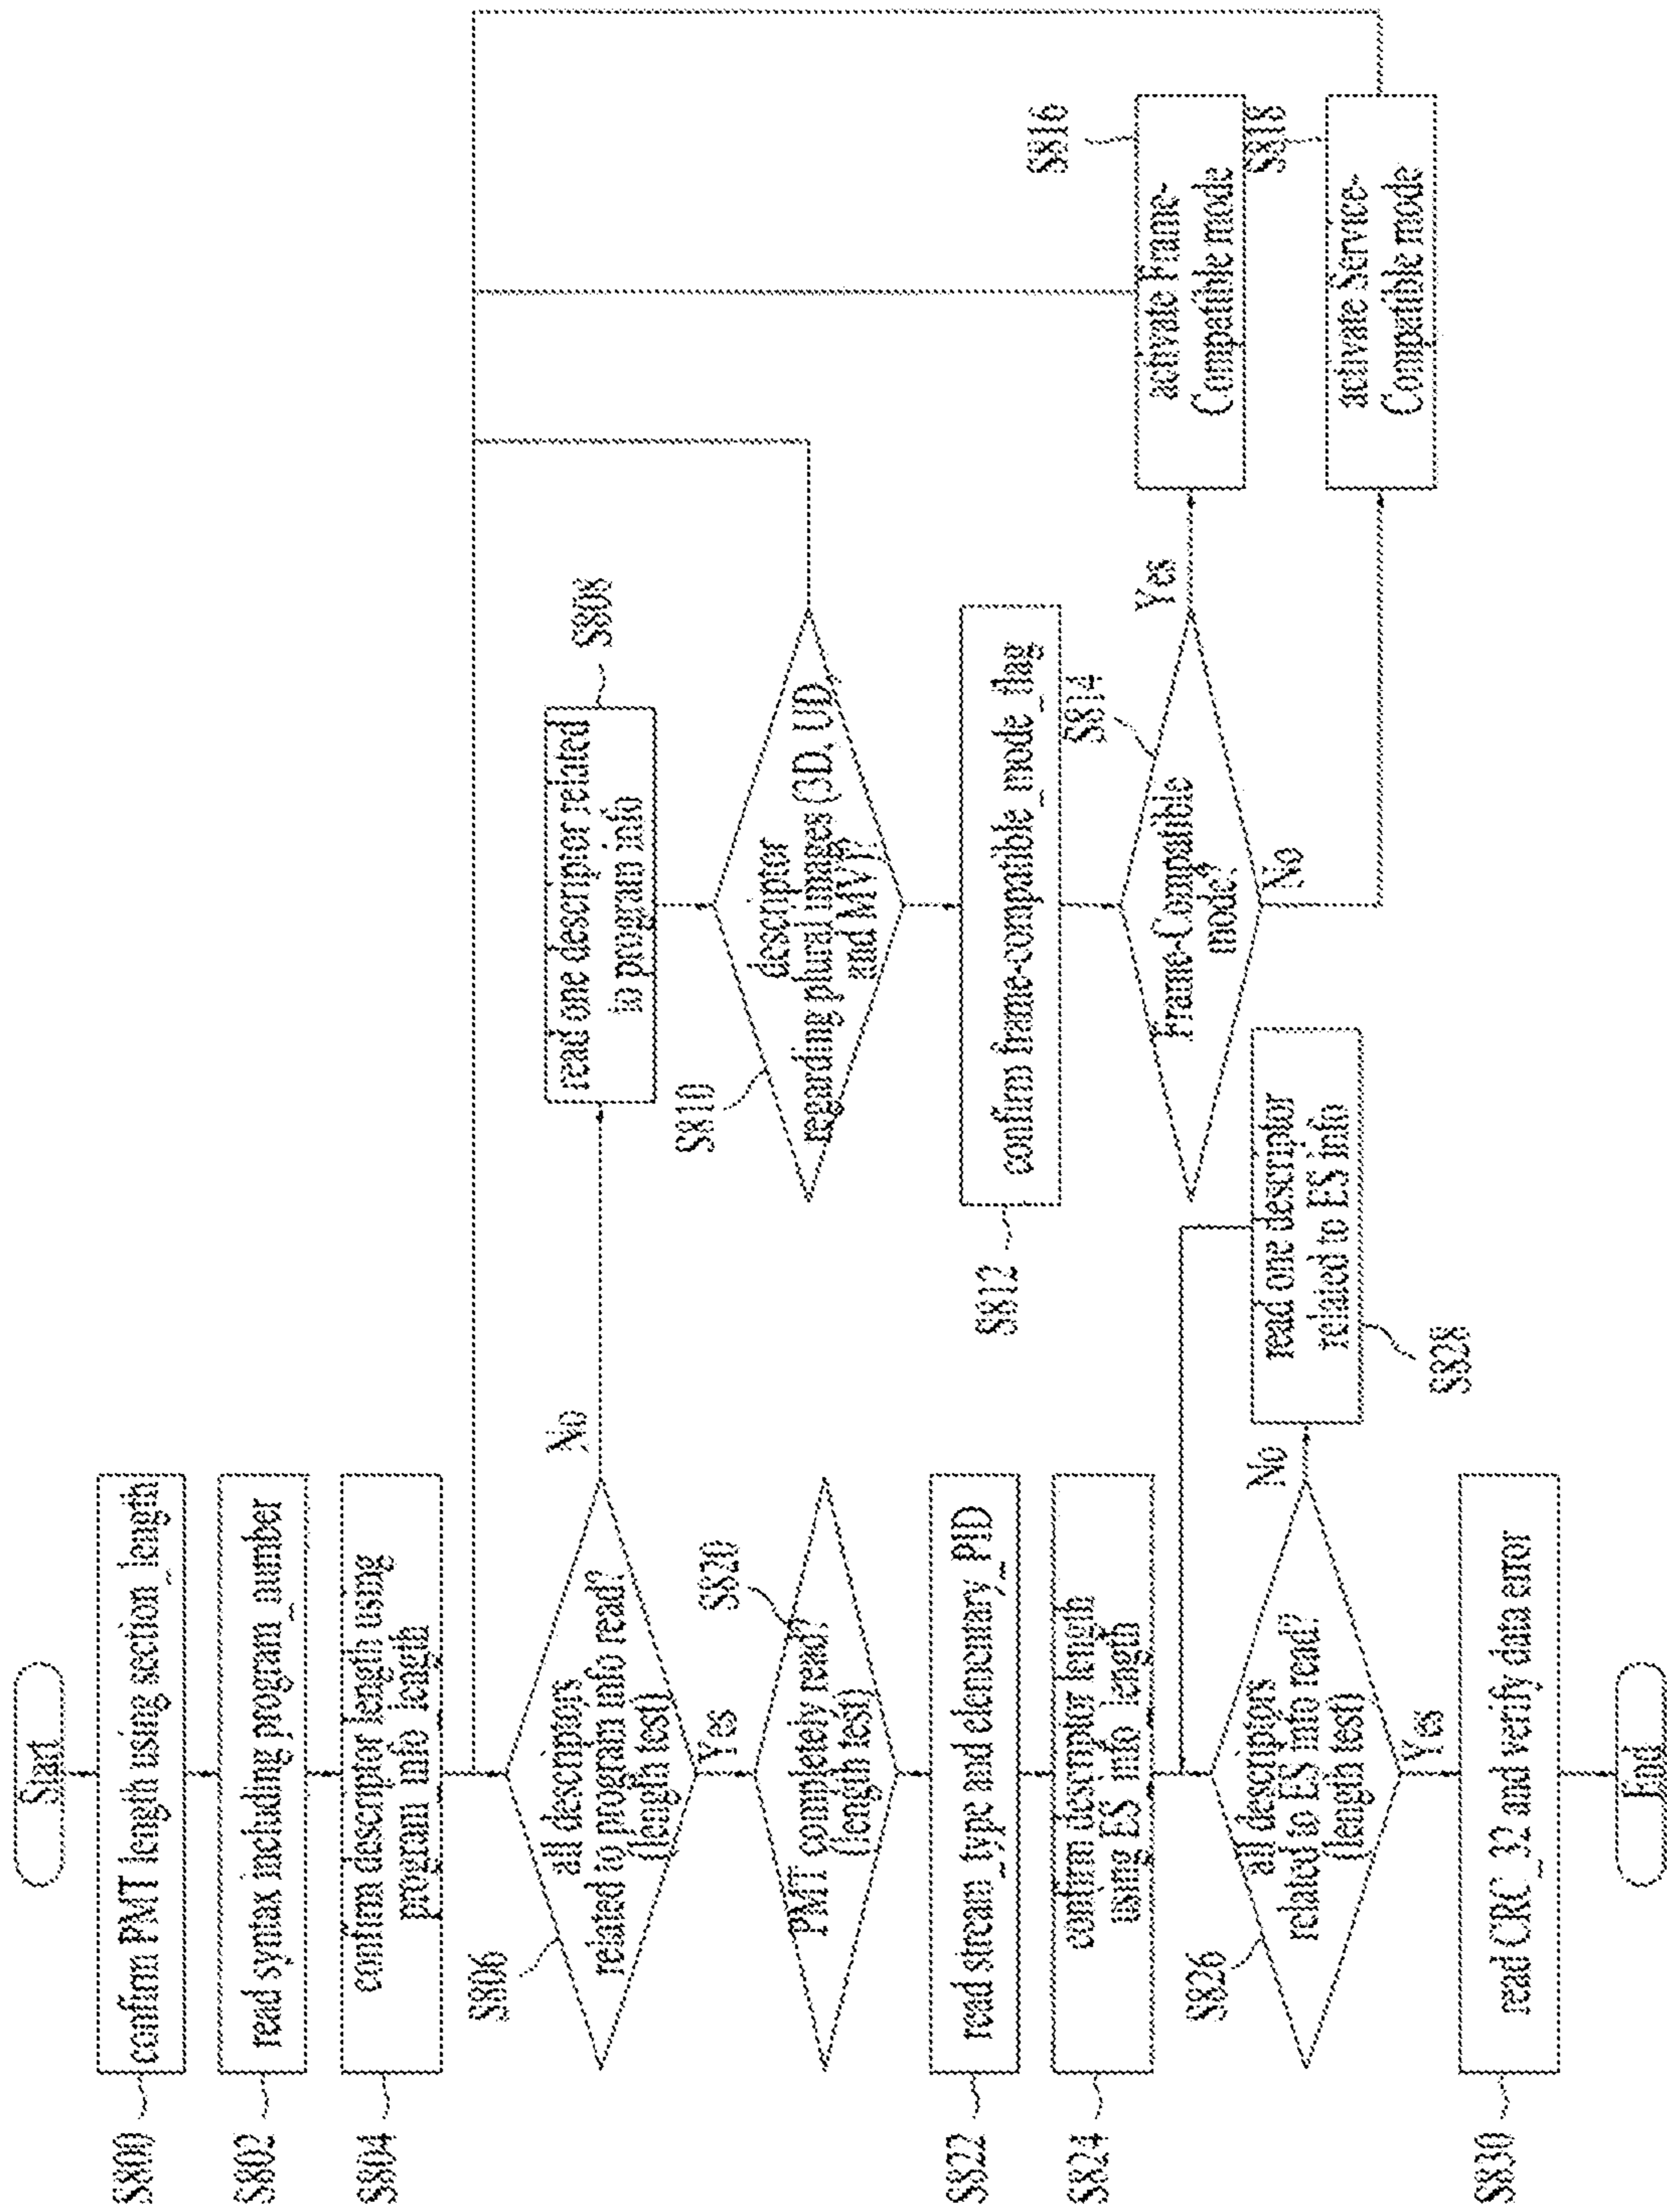 Start
S800
confirm PMT length using section_length
S802
read syntax including program_number
S804
confirm descriptor length using
program_info_length
S806
all descriptors
related to program info read?
(length test)
No
Yes
S808
read one descriptor related
to program info
S810
descriptor
regarding plural images (3D, UD,
and MV)?
S812
confirm frame-compatible_mode_flag
S814
Frame-Compatible
mode?
Yes
No
S816
activate Frame-
Compatible mode
S818
activate Service-
Compatible mode
S820
PMT completely read?
(length test)
S822
read stream_type and elementary_PID
S824
confirm descriptor length
using ES_info_length
S826
all descriptors
related to ES info read?
(length test)
No
Yes
S828
read one descriptor
related to ES info
S830
read CRC_32 and verify data error
End